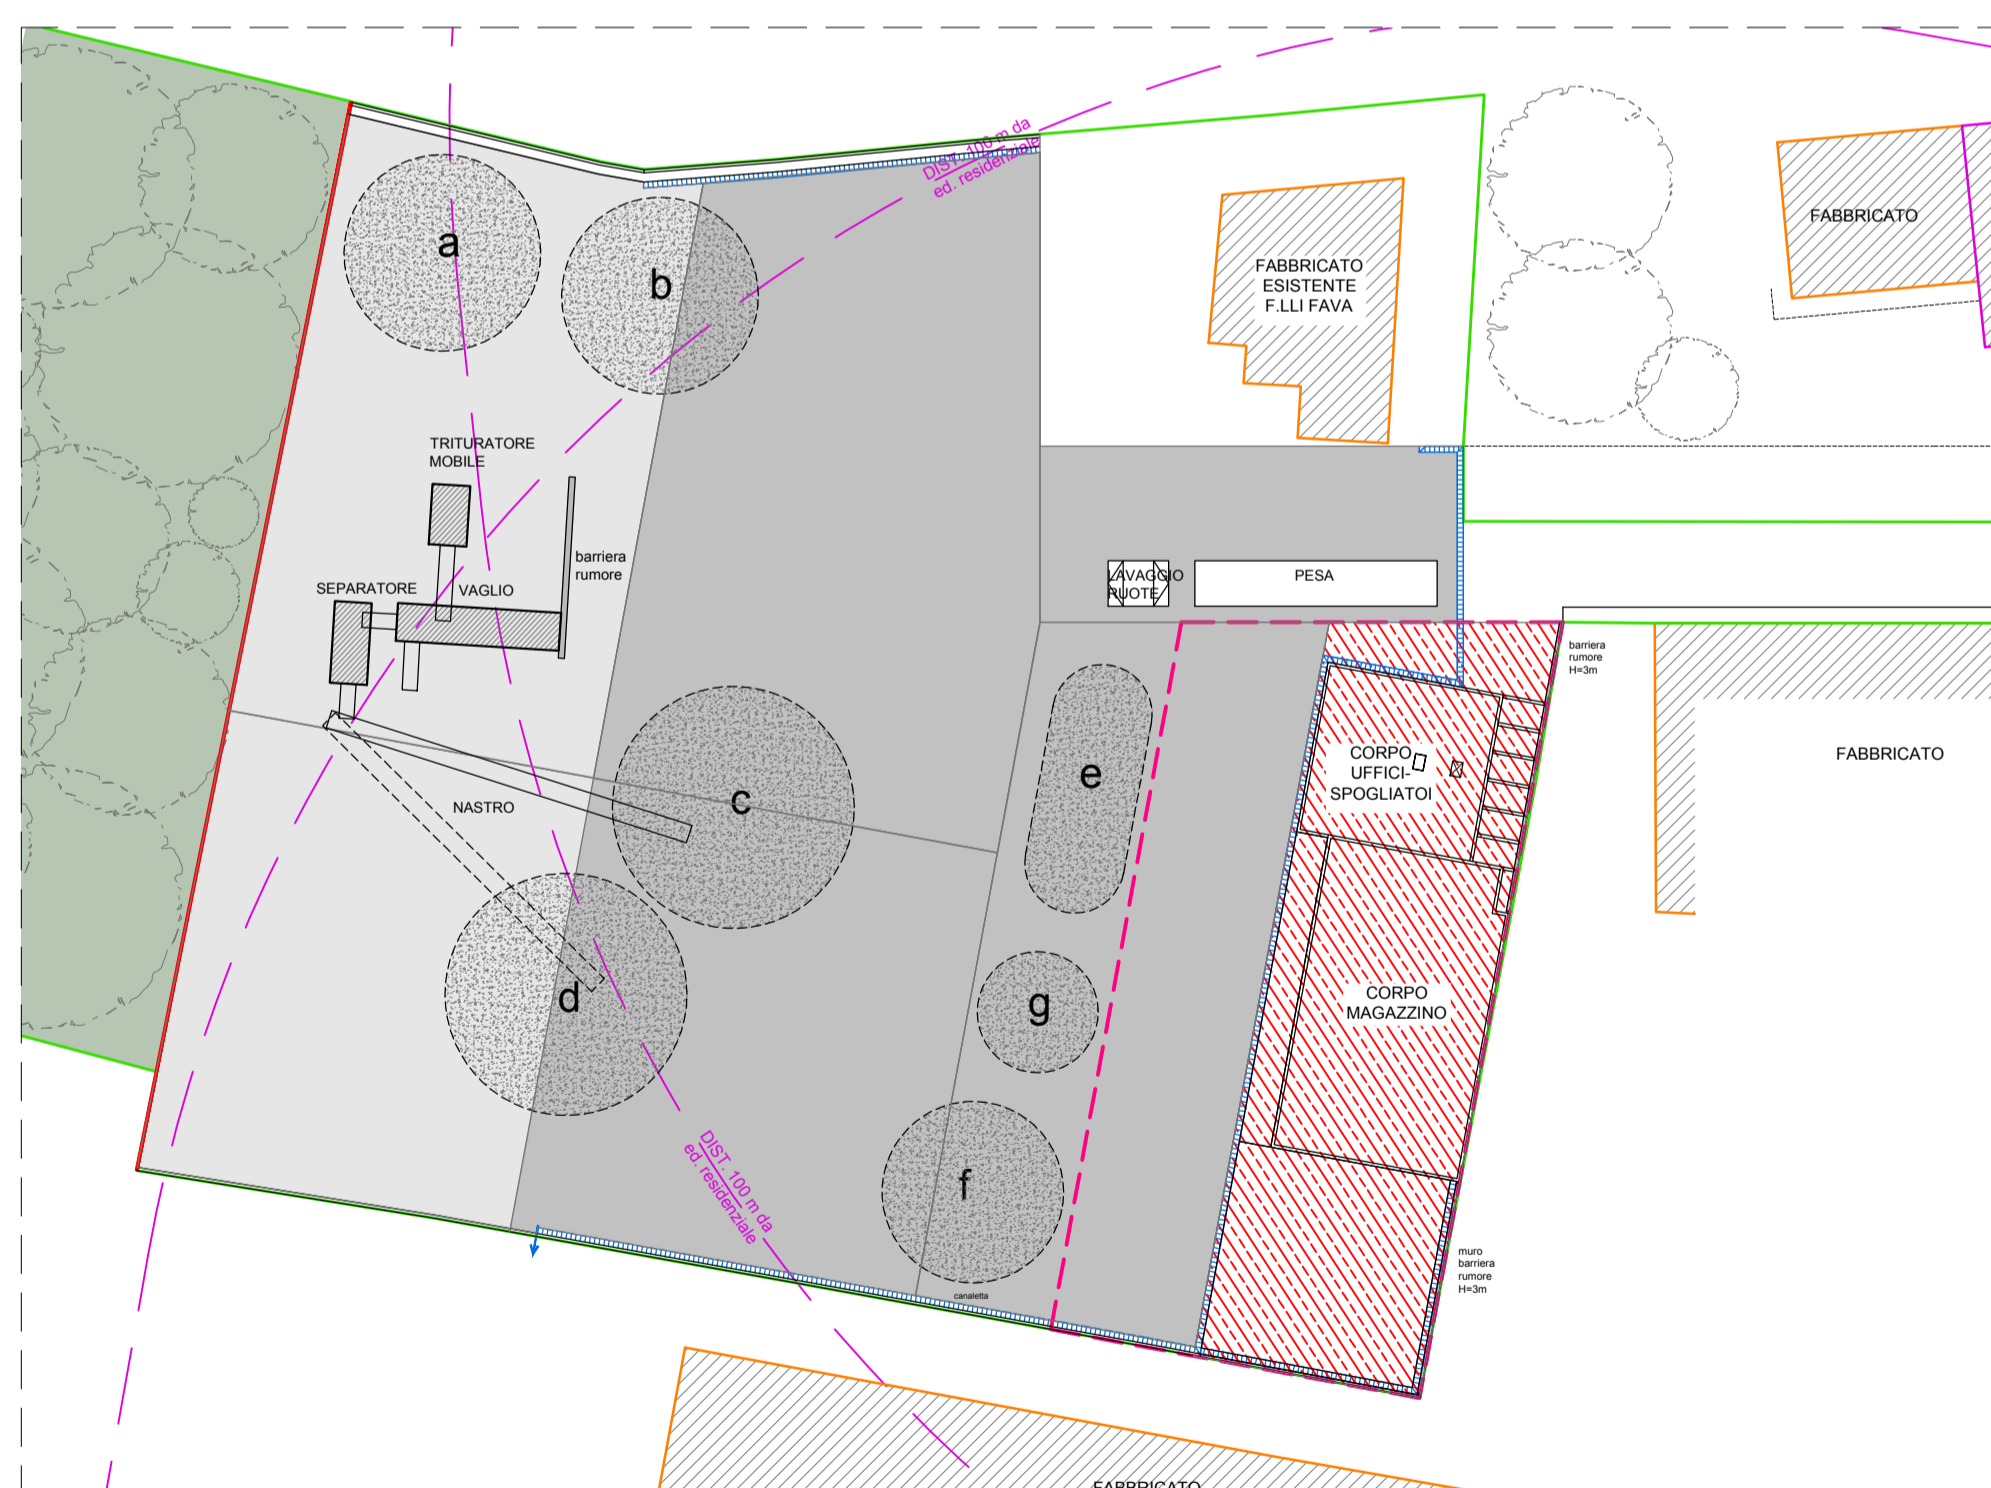 DIST. 100 m da
ed. residenziale
a
b
FABBRICATO
ESISTENTE
F.LLI FAVA
FABBRICATO
TRITURATORE
MOBILE
barriera
rumore
SEPARATORE
VAGLIO
LAVAGGIO
RUOTE
PESA
barriera
rumore
H=3m
NASTRO
c
e
CORPO
UFFICI-
SPOGLIATOI
FABBRICATO
d
g
CORPO
MAGAZZINO
f
DIST. 100 m da
ed. residenziale
canaletta
muro
barriera
rumore
H=3m
FABBRICATO